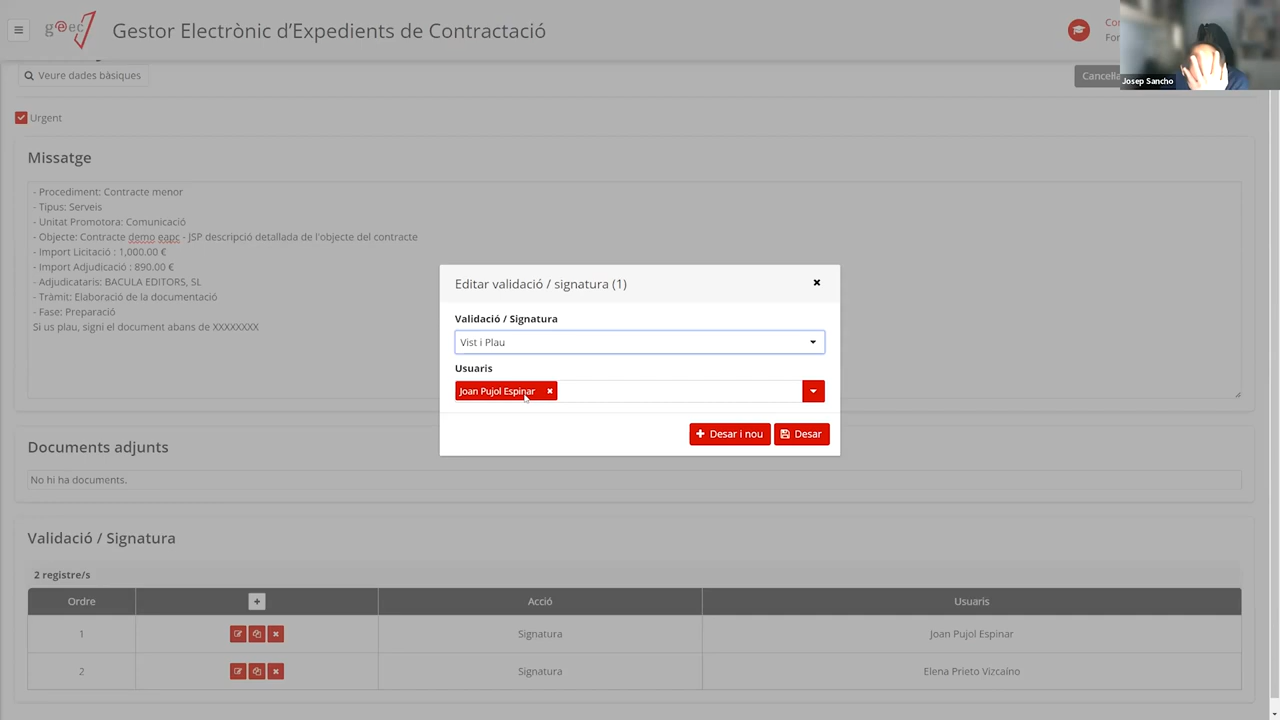 g@ec
Gestor Electrònic d'Expedients de Contractació
Con
For
Josep Sancho
Veure dades bàsiques
Cancel·la
Urgent
Missatge
- Procediment: Contracte menor
- Tipus: Serveis
- Unitat Promotora: Comunicació
- Objecte: Contracte demo eapc - JSP descripció detallada de l'objecte del contracte
- Import Licitació : 1,000.00 €
- Import Adjudicació : 890.00 €
- Adjudicataris: BACULA EDITORS, SL
- Tràmit: Elaboració de la documentació
- Fase: Preparació
Si us plau, signi el document abans de XXXXXXXX
Editar validació / signatura (1)
Validació / Signatura
Vist i Plau
Usuaris
Joan Pujol Espinar
Desar i nou
Desar
Documents adjunts
No hi ha documents.
Validació / Signatura
2 registre/s
Ordre + Acció Usuaris
1 Signatura Joan Pujol Espinar
2 Signatura Elena Prieto Vizcaíno